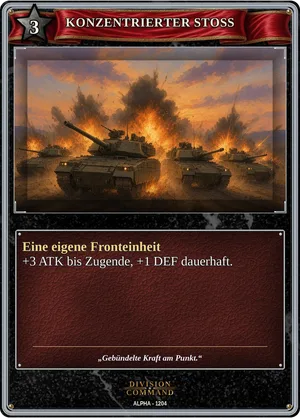 3
KONZENTRIERTER STOSS
Eine eigene Fronteinheit
+3 ATK bis Zugende, +1 DEF dauerhaft.
„Gebündelte Kraft am Punkt.“
DIVISION
COMMAND
ALPHA - 1204